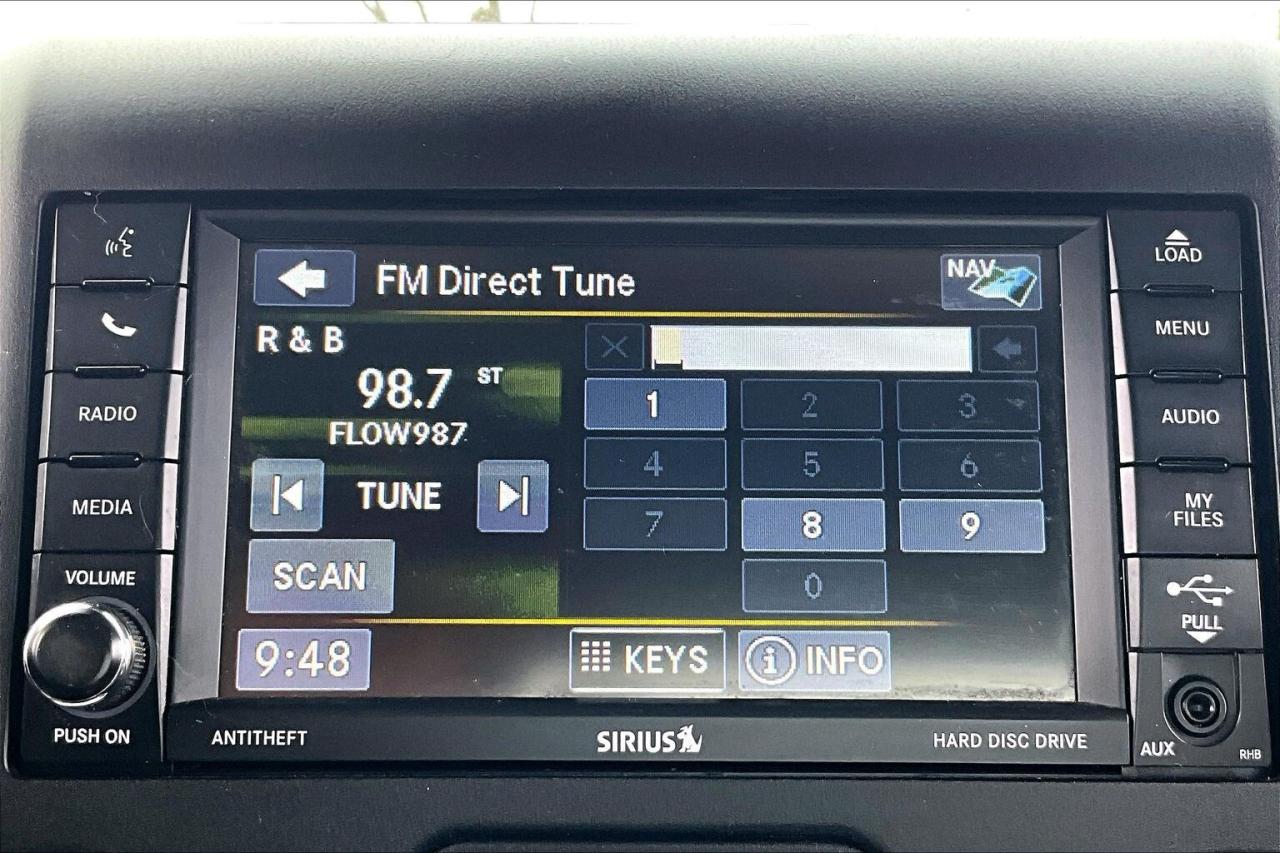 FM Direct Tune
NAV
R & B
98.7 ST
FLOW987
TUNE
SCAN
1 2 3
4 5 6
7 8 9
0
9:48
KEYS
INFO
RADIO
MEDIA
VOLUME
PUSH ON
LOAD
MENU
AUDIO
MY
FILES
PULL
AUX
RHB
ANTITHEFT
SIRIUS
HARD DISC DRIVE